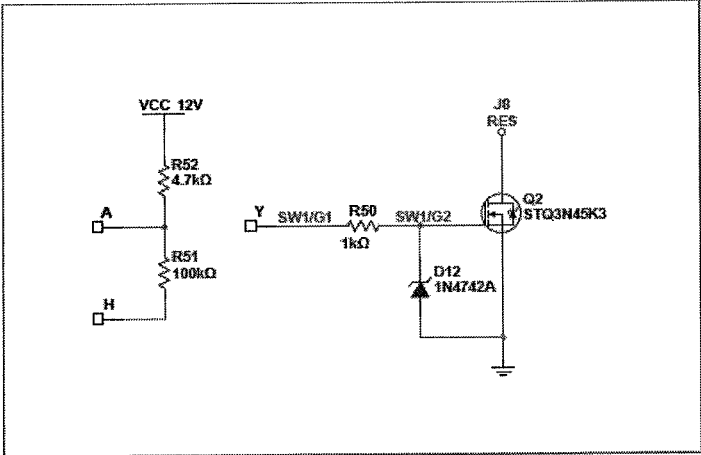 VCC 12V
R52
4.7kΩ
A
R51
100kΩ
H
Y
SW1/G1
R50
1kΩ
SW1/G2
J8
RES
Q2
STQ3N45K3
D12
1N4742A